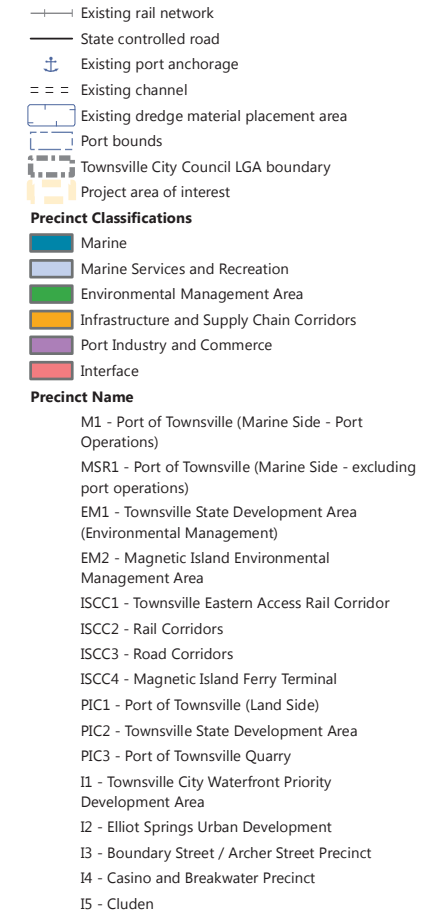 Existing rail network
State controlled road
Existing port anchorage
Existing channel
Existing dredge material placement area
Port bounds
Townsville City Council LGA boundary
Project area of interest
Precinct Classifications
Marine
Marine Services and Recreation
Environmental Management Area
Infrastructure and Supply Chain Corridors
Port Industry and Commerce
Interface
Precinct Name
M1 - Port of Townsville (Marine Side - Port
Operations)
MSR1 - Port of Townsville (Marine Side - excluding
port operations)
EM1 - Townsville State Development Area
(Environmental Management)
EM2 - Magnetic Island Environmental
Management Area
ISCC1 - Townsville Eastern Access Rail Corridor
ISCC2 - Rail Corridors
ISCC3 - Road Corridors
ISCC4 - Magnetic Island Ferry Terminal
PIC1 - Port of Townsville (Land Side)
PIC2 - Townsville State Development Area
PIC3 - Port of Townsville Quarry
I1 - Townsville City Waterfront Priority
Development Area
I2 - Elliot Springs Urban Development
I3 - Boundary Street / Archer Street Precinct
I4 - Casino and Breakwater Precinct
I5 - Cluden